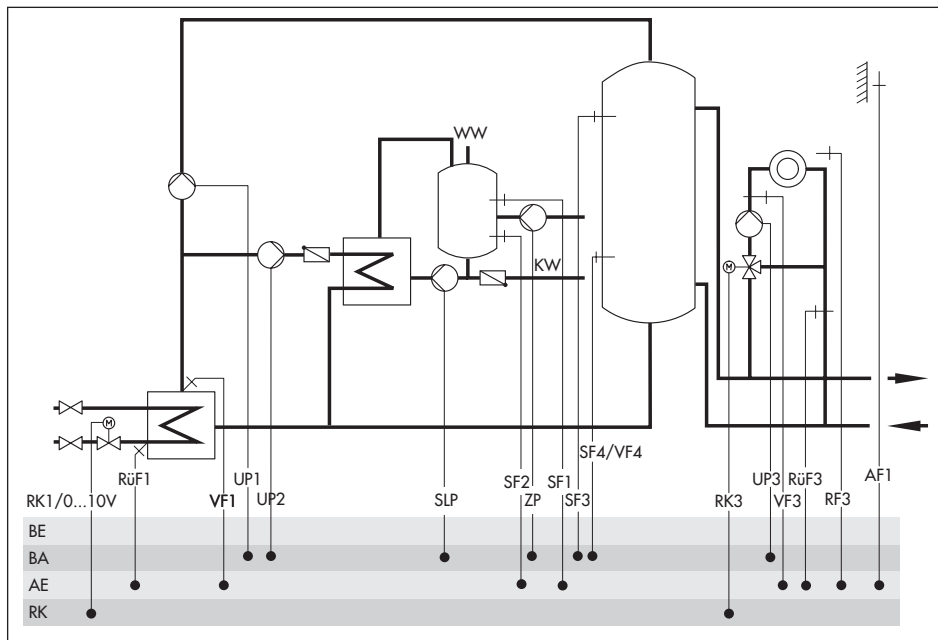 WW
KW
SF4/VF4
RüF1
UP1
SF2
SF1
UP3
RüF3
AF1
RK1/0...10V
VF1
UP2
SLP
ZP
SF3
RK3
VF3
RF3
M
M
BE
BA
AE
RK